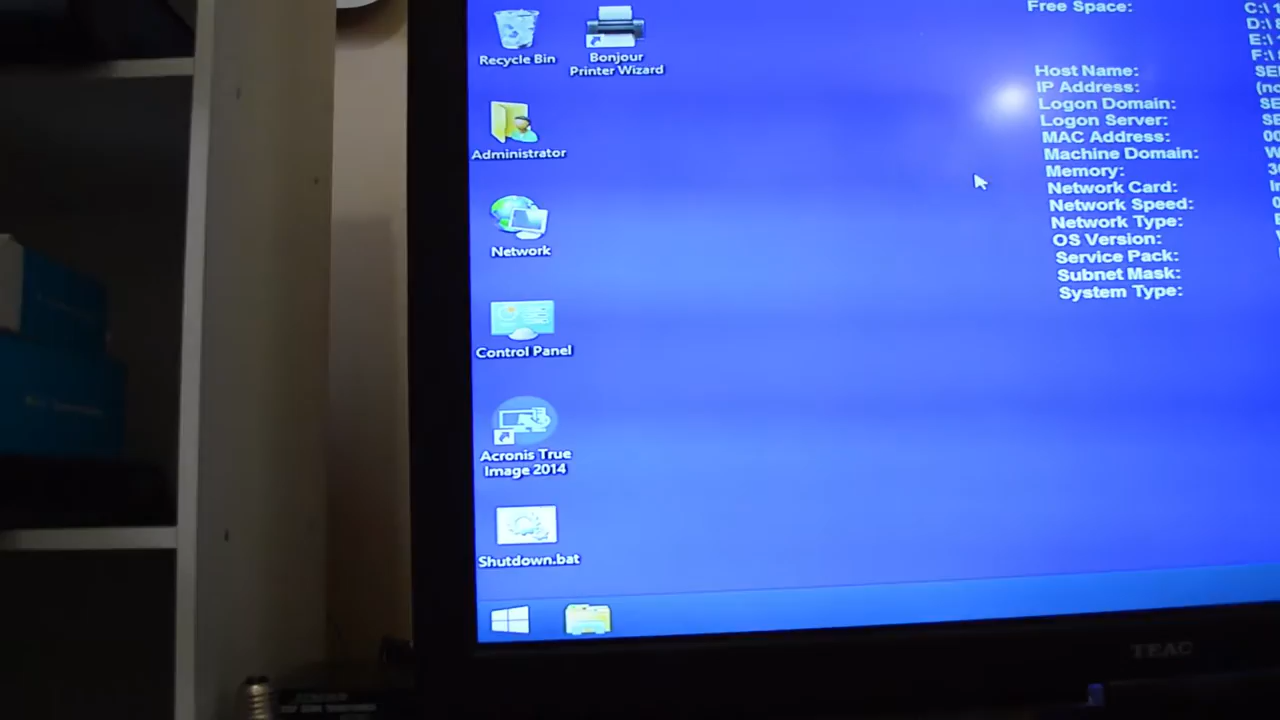 Recycle Bin
Bonjour
Printer Wizard
Administrator
Network
Control Panel
Acronis True
Image 2014
Shutdown.bat
Free Space: C:\
D:\
E:\
F:\
Host Name:
IP Address:
Logon Domain:
Logon Server:
MAC Address:
Machine Domain:
Memory:
Network Card:
Network Speed:
Network Type:
OS Version:
Service Pack:
Subnet Mask:
System Type:
TEAC